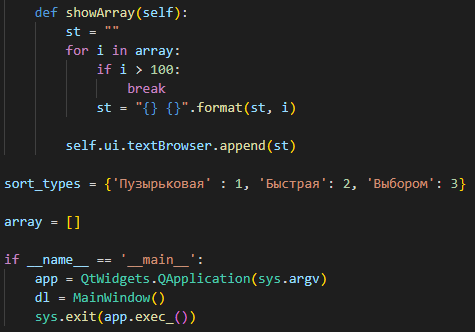 def showArray(self):
st = ""
for i in array:
if i > 100:
break
st = "{} {}".format(st, i)
self.ui.textBrowser.append(st)
sort_types = {'Пузырьковая' : 1, 'Быстрая': 2, 'Выбором': 3}
array = []
if __name__ == '__main__':
app = QtWidgets.QApplication(sys.argv)
dl = MainWindow()
sys.exit(app.exec_())